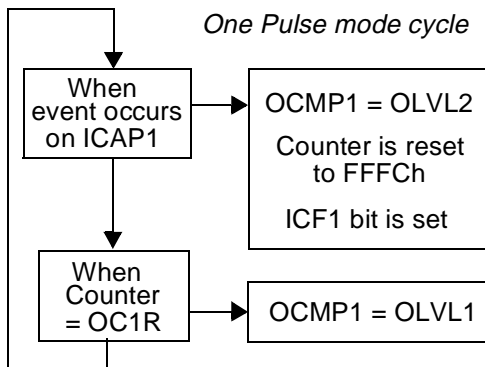 One Pulse mode cycle
When
event occurs
on ICAP1
OCMP1 = OLVL2
Counter is reset
to FFFCh
ICF1 bit is set
When
Counter
= OC1R
OCMP1 = OLVL1